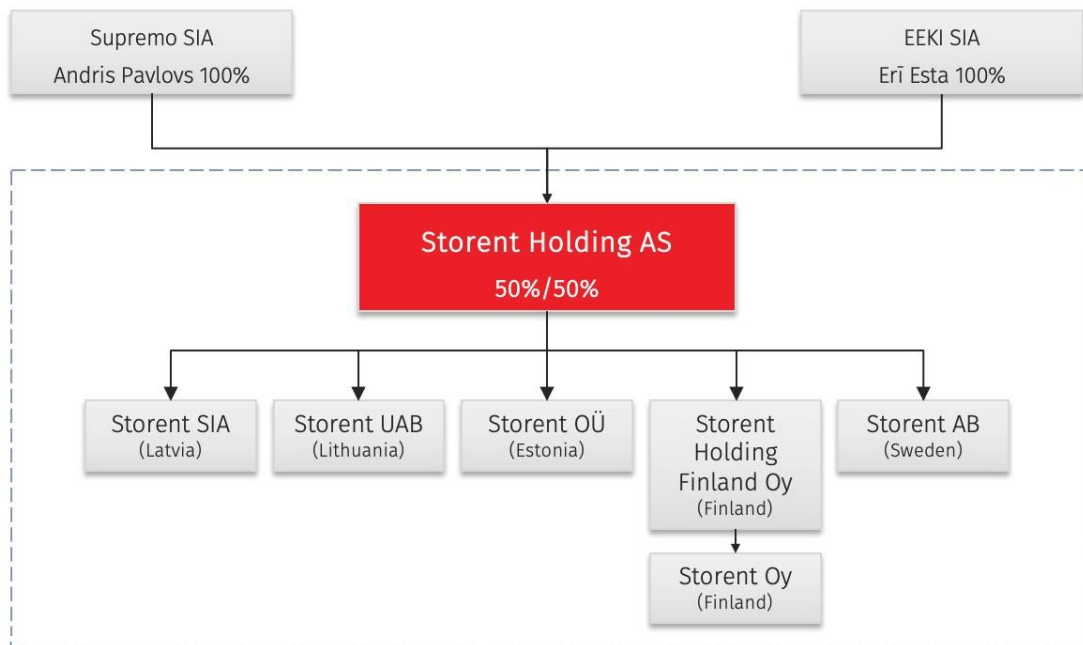 Supremo SIA
Andris Pavlovs 100%
EEKI SIA
Erī Esta 100%
Storent Holding AS
50%/50%
Storent SIA
(Latvia)
Storent UAB
(Lithuania)
Storent OÜ
(Estonia)
Storent
Holding
Finland Oy
(Finland)
Storent AB
(Sweden)
Storent Oy
(Finland)